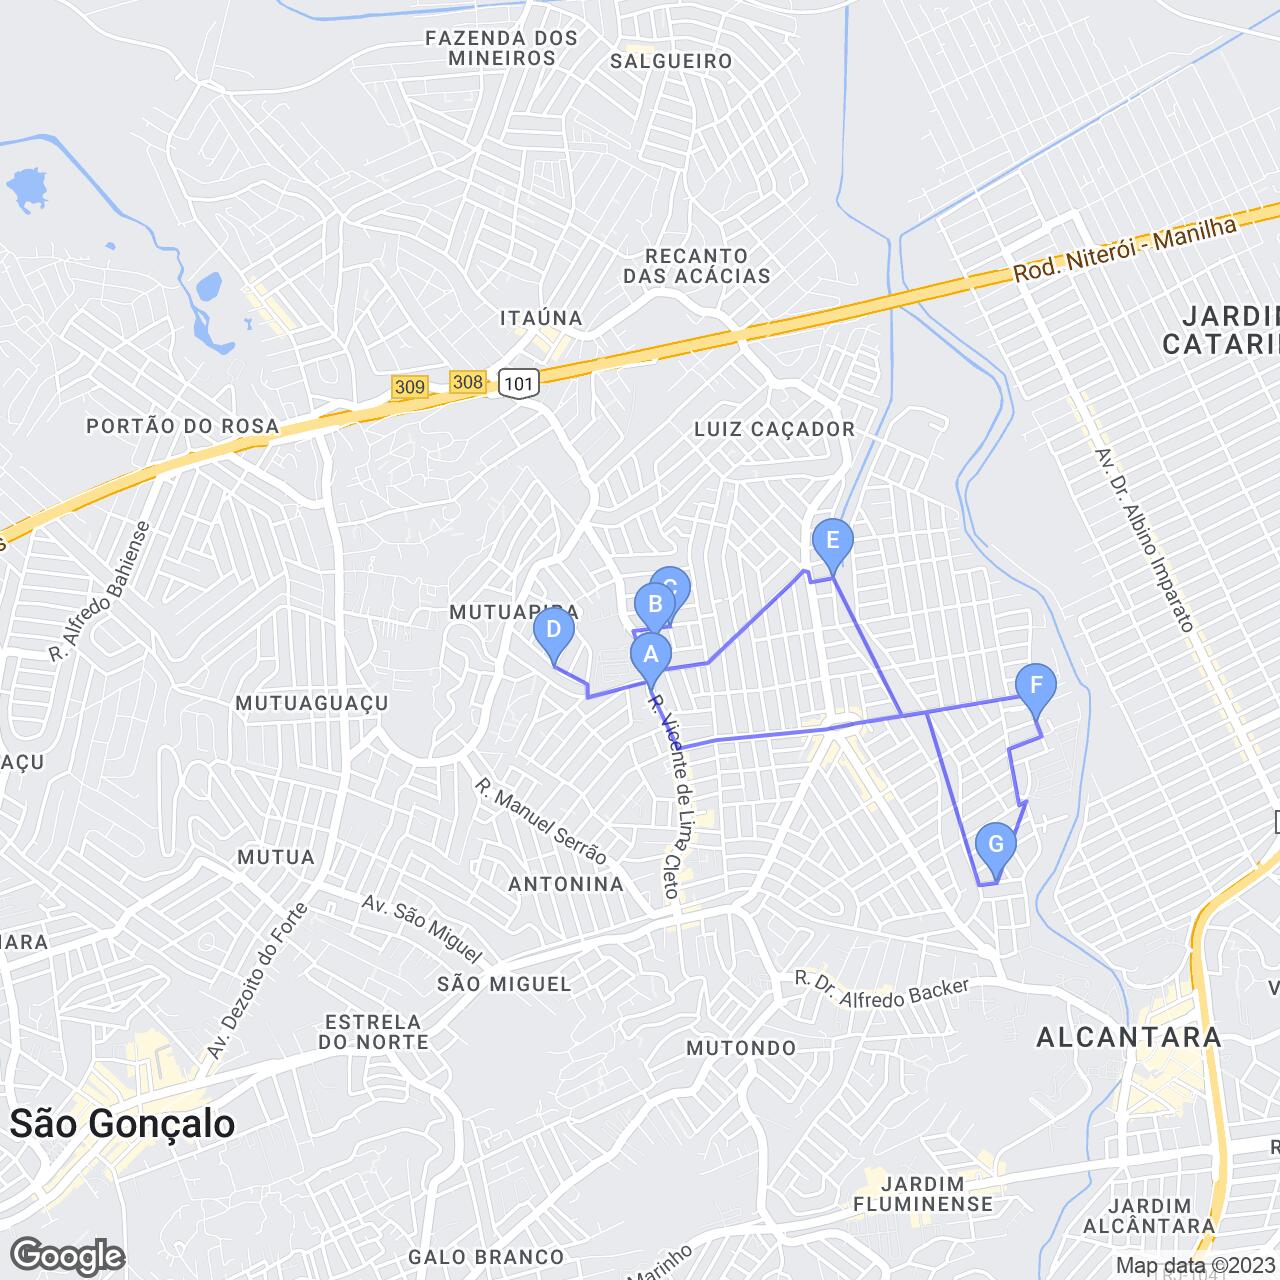 FAZENDA DOS
MINEIROS
SALGUEIRO
RECANTO
DAS ACÁCIAS
Rod. Niterói - Manilha
ITAÚNA
JARDI
CATARI
309
308
101
PORTÃO DO ROSA
LUIZ CAÇADOR
Av. Dr. Albino Imparato
R. Alfredo Bahiense
E
C
B
MUTUAPIRA
D
A
F
MUTUAGUAÇU
R. Vicente de Lima Cleto
AÇU
R. Manuel Serrão
G
MUTUA
ANTONINA
Av. São Miguel
IARA
Av. Dezoito do Forte
SÃO MIGUEL
R. Dr. Alfredo Backer
V
ESTRELA
DO NORTE
ALCANTARA
MUTONDO
São Gonçalo
R
JARDIM
FLUMINENSE
JARDIM
ALCÂNTARA
GALO BRANCO
Marinho
Google
Map data ©2023